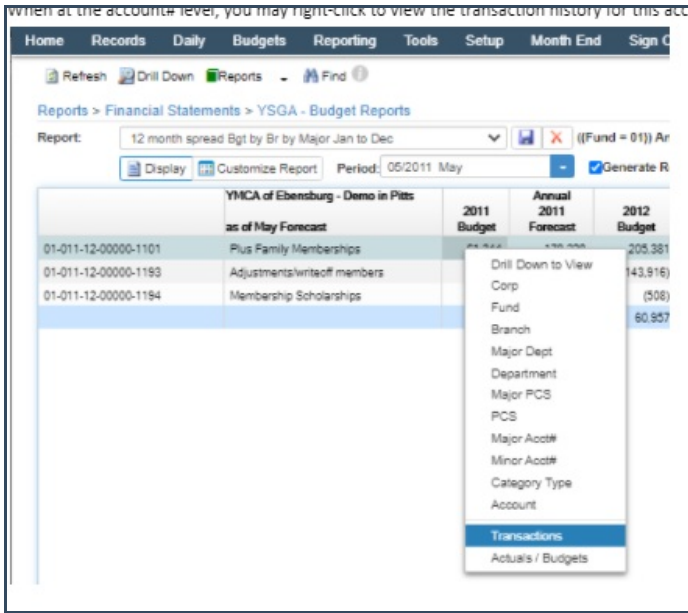 When at the account# level, you may right-click to view the transaction history for this acc
Home Records Daily Budgets Reporting Tools Setup Month End Sign O
Refresh Drill Down Reports Find
Reports > Financial Statements > YSGA - Budget Reports
Report: 12 month spread Bgt by Br by Major Jan to Dec ((Fund = 01)) An
Display Customize Report Period: 05/2011 May Generate R
YMCA of Ebensburg - Demo in Pitts Annual
2011 2011 2012
as of May Forecast Budget Forecast Budget
01-011-12-00000-1101 Plus Family Memberships 205,381
01-011-12-00000-1193 Adjustments/writeoff members 143,916)
01-011-12-00000-1194 Membership Scholarships (508)
60,957
Drill Down to View
Corp
Fund
Branch
Major Dept
Department
Major PCS
PCS
Major Acct#
Minor Acct#
Category Type
Account
Transactions
Actuals / Budgets